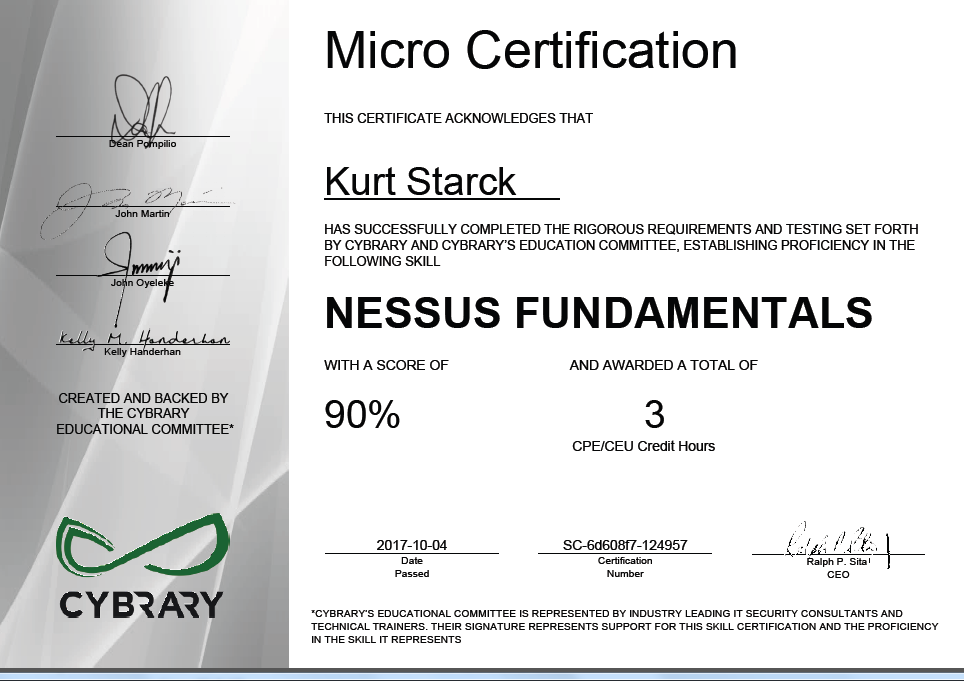 Micro Certification
THIS CERTIFICATE ACKNOWLEDGES THAT
Kurt Starck
HAS SUCCESSFULLY COMPLETED THE RIGOROUS REQUIREMENTS AND TESTING SET FORTH
BY CYBRARY AND CYBRARY'S EDUCATION COMMITTEE, ESTABLISHING PROFICIENCY IN THE
FOLLOWING SKILL
NESSUS FUNDAMENTALS
WITH A SCORE OF
AND AWARDED A TOTAL OF
90%
3
CPE/CEU Credit Hours
2017-10-04
Date
Passed
SC-6d608f7-124957
Certification
Number
Ralph P. Sita
Ralph P. Sita
CEO
*CYBRARY'S EDUCATIONAL COMMITTEE IS REPRESENTED BY INDUSTRY LEADING IT SECURITY CONSULTANTS AND
TECHNICAL TRAINERS. THEIR SIGNATURE REPRESENTS SUPPORT FOR THIS SKILL CERTIFICATION AND THE PROFICIENCY
IN THE SKILL IT REPRESENTS
Dean Pompilio
John Martin
John Oyeleke
Kelly M. Handerhan
Kelly Handerhan
CREATED AND BACKED BY
THE CYBRARY
EDUCATIONAL COMMITTEE*
CYBRARY